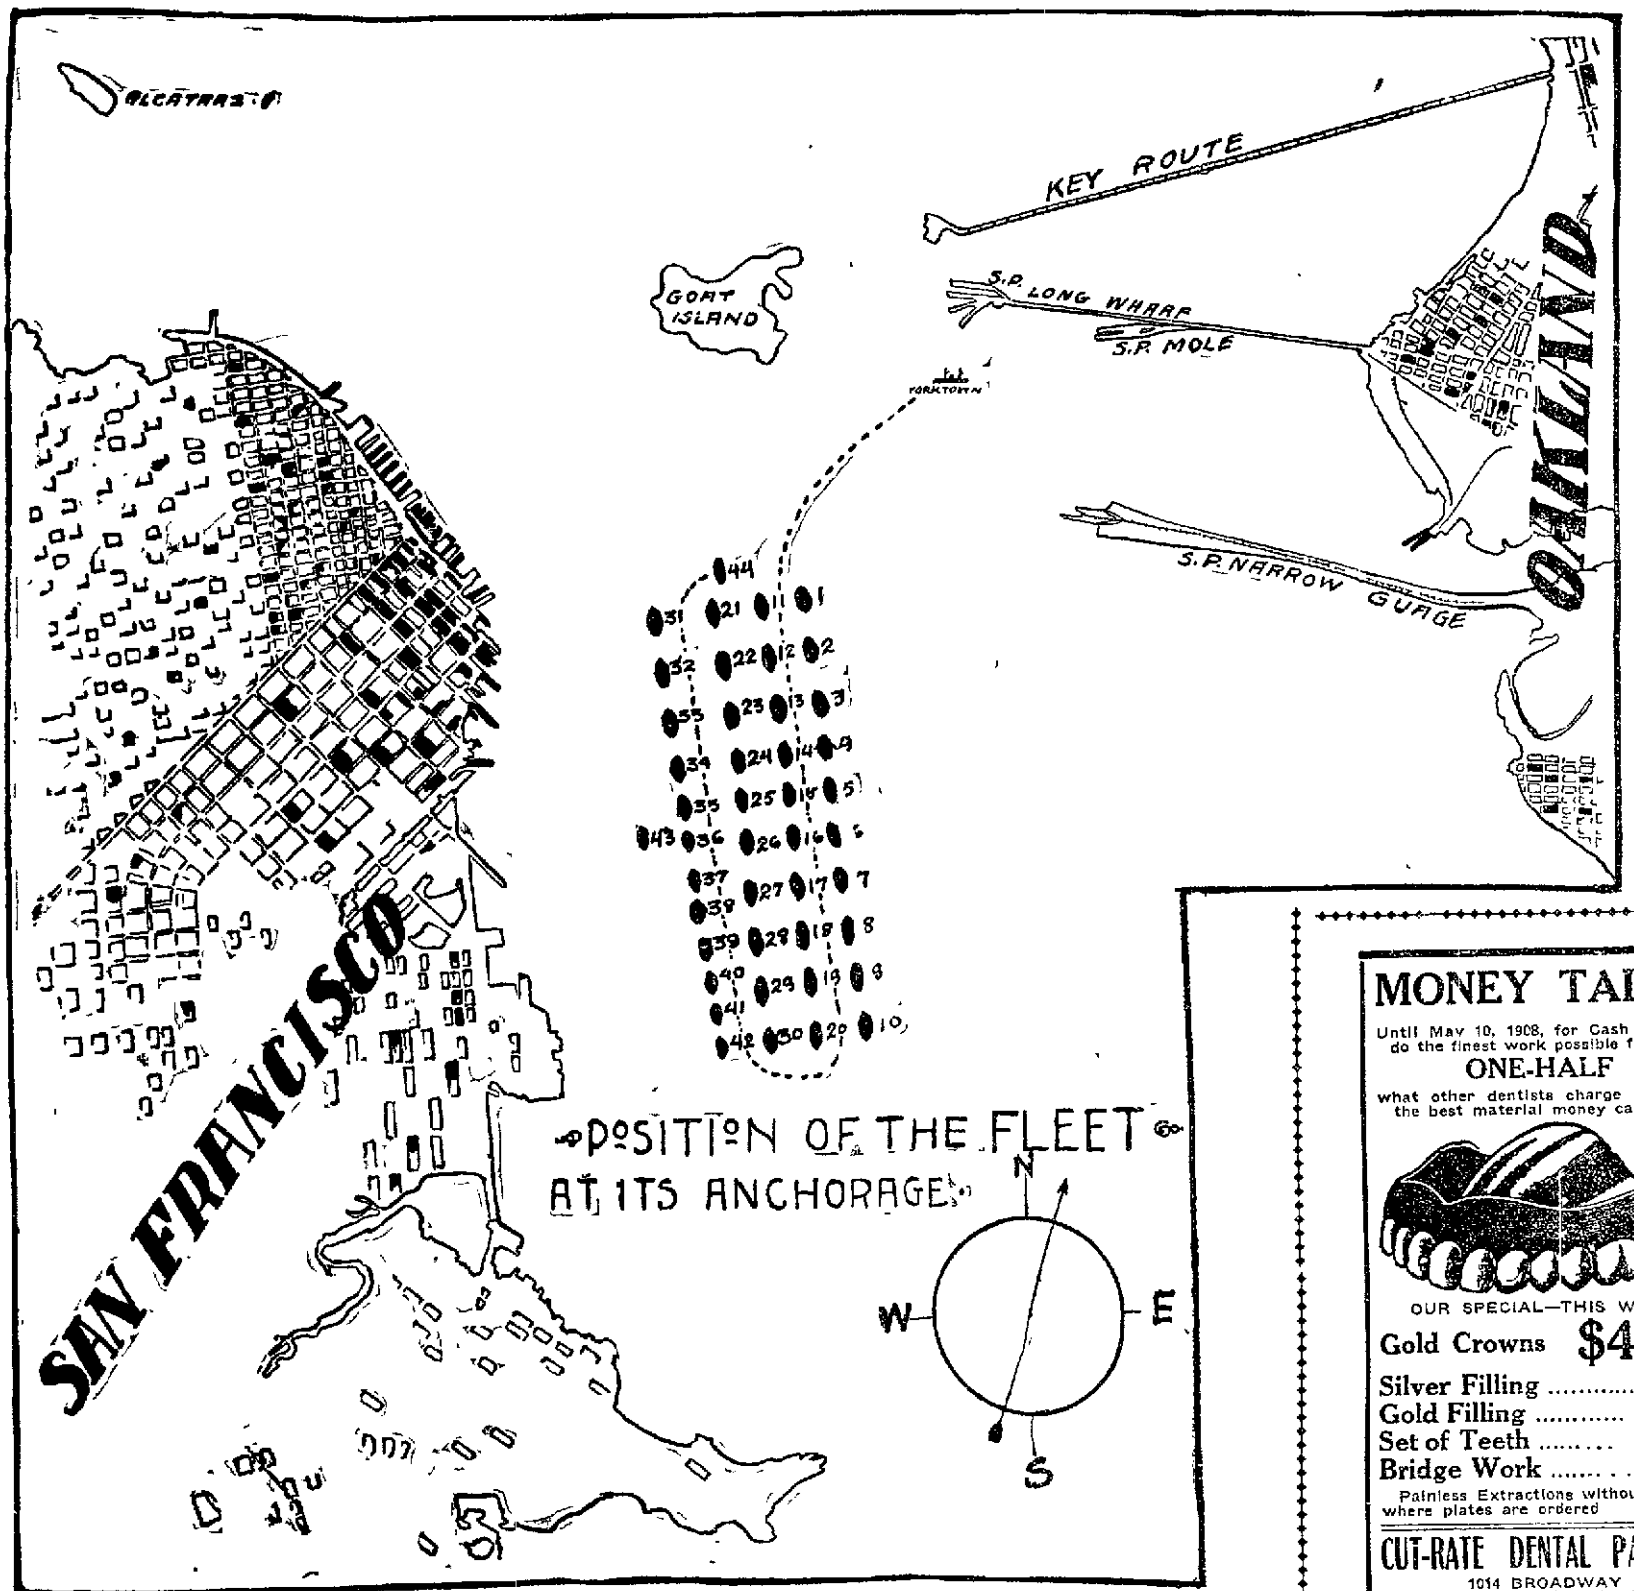 ALCATRAZ
KEY ROUTE
GOAT
ISLAND
S.P. LONG WHARF
S.P. MOLE
YORKTOWN
OAKLAND
S.P. NARROW GUAGE
44
31 21 11 1
32 22 12 2
33 23 13 3
34 24 14 4
35 25 15 5
43 36 26 16
37 27 17 7
38
39 28 18 8
40 29 19 9
41
42 30 20 10
SAN FRANCISCO
POSITION OF THE FLEET
AT ITS ANCHORAGE
N
W E
S
MONEY
Until May 10, 1908, for Cash
do the finest work possible
ONE-HALF
what other dentists charge
the best material money
OUR SPECIAL—THIS
Gold Crowns $4
Silver Filling ............
Gold Filling ............
Set of Teeth .........
Bridge Work ..........
Painless Extractions
where plates are ordered
CUT-RATE DENTAL
1014 BROADWAY